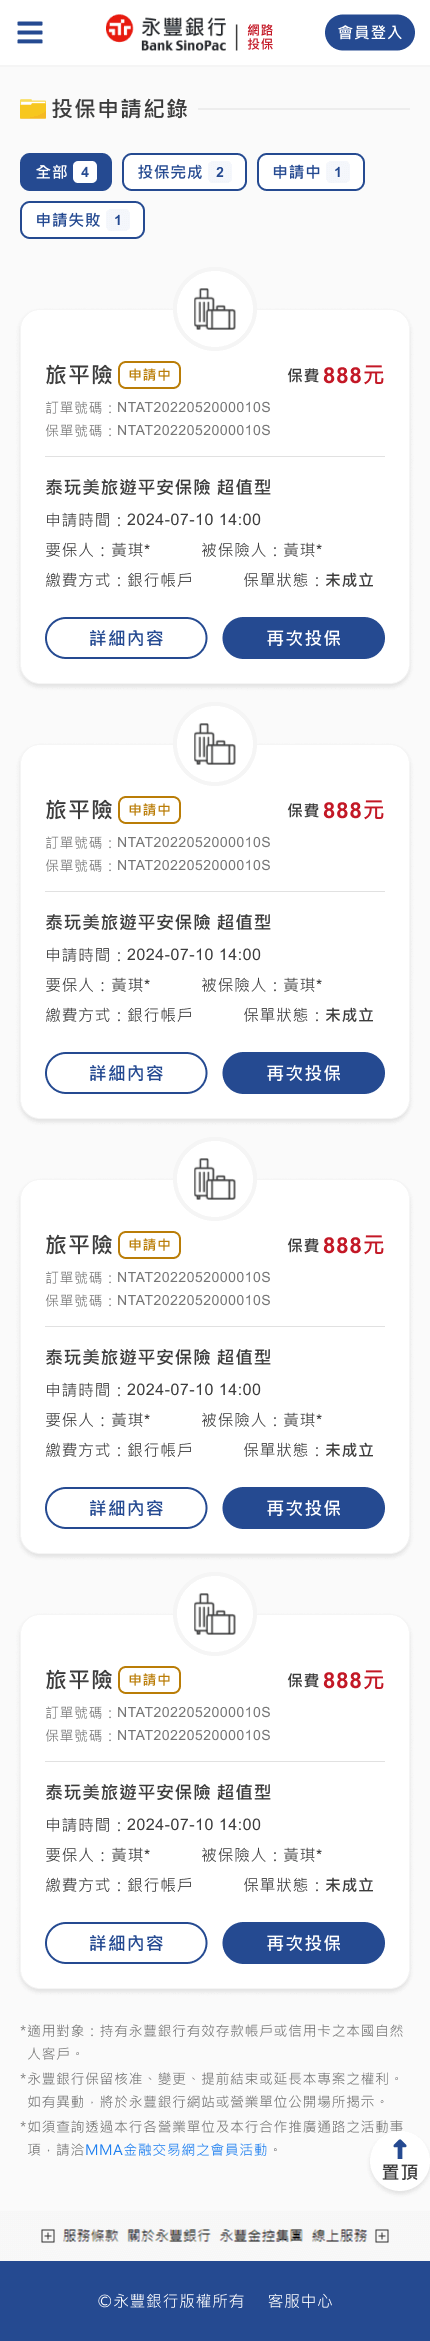 永豐銀行
Bank SinoPac
網路
投保
會員登入
投保申請紀錄
全部 4
投保完成 2
申請中 1
申請失敗 1
旅平險 申請中 保費 888元
訂單號碼：NTAT2022052000010S
保單號碼：NTAT2022052000010S
泰玩美旅遊平安保險 超值型
申請時間：2024-07-10 14:00
要保人：黃琪* 被保險人：黃琪*
繳費方式：銀行帳戶 保單狀態：未成立
詳細內容 再次投保
旅平險 申請中 保費 888元
訂單號碼：NTAT2022052000010S
保單號碼：NTAT2022052000010S
泰玩美旅遊平安保險 超值型
申請時間：2024-07-10 14:00
要保人：黃琪* 被保險人：黃琪*
繳費方式：銀行帳戶 保單狀態：未成立
詳細內容 再次投保
旅平險 申請中 保費 888元
訂單號碼：NTAT2022052000010S
保單號碼：NTAT2022052000010S
泰玩美旅遊平安保險 超值型
申請時間：2024-07-10 14:00
要保人：黃琪* 被保險人：黃琪*
繳費方式：銀行帳戶 保單狀態：未成立
詳細內容 再次投保
旅平險 申請中 保費 888元
訂單號碼：NTAT2022052000010S
保單號碼：NTAT2022052000010S
泰玩美旅遊平安保險 超值型
申請時間：2024-07-10 14:00
要保人：黃琪* 被保險人：黃琪*
繳費方式：銀行帳戶 保單狀態：未成立
詳細內容 再次投保
*適用對象：持有永豐銀行有效存款帳戶或信用卡之本國自然
人客戶。
*永豐銀行保留核准、變更、提前結束或延長本專案之權利。
如有異動，將於永豐銀行網站或營業單位公開場所揭示。
*如須查詢透過本行各營業單位及本行合作推廣通路之活動事
項，請洽MMA金融交易網之會員活動。
置頂
服務條款 關於永豐銀行 永豐金控集團 線上服務
©永豐銀行版權所有 客服中心